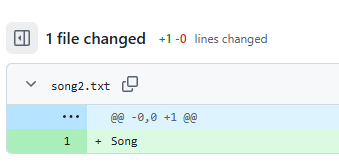 1 file changed +1 -0 lines changed
song2.txt
... @@ -0,0 +1 @@
1 + Song